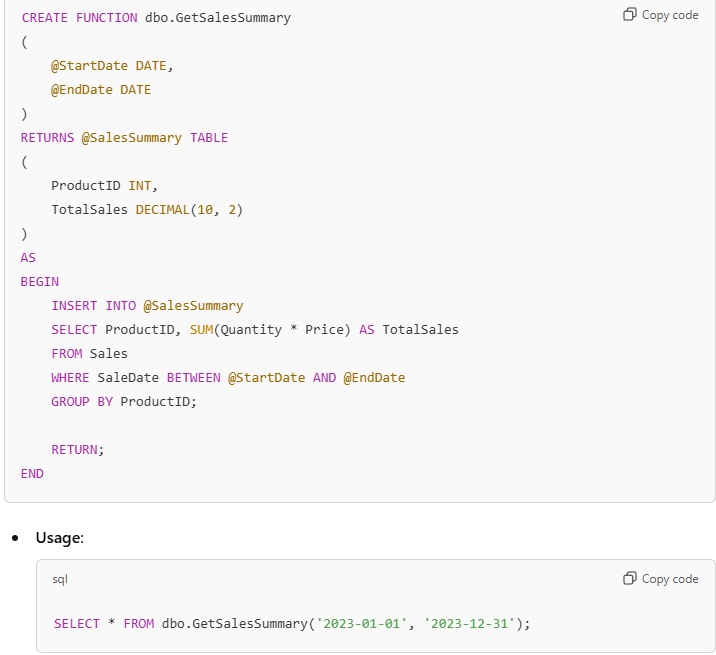 CREATE FUNCTION dbo.GetSalesSummary
Copy code
(
    @StartDate DATE,
    @EndDate DATE
)
RETURNS @SalesSummary TABLE
(
    ProductID INT,
    TotalSales DECIMAL(10, 2)
)
AS
BEGIN
    INSERT INTO @SalesSummary
    SELECT ProductID, SUM(Quantity * Price) AS TotalSales
    FROM Sales
    WHERE SaleDate BETWEEN @StartDate AND @EndDate
    GROUP BY ProductID;
    RETURN;
END
• Usage:
sql
Copy code
SELECT * FROM dbo.GetSalesSummary('2023-01-01', '2023-12-31');